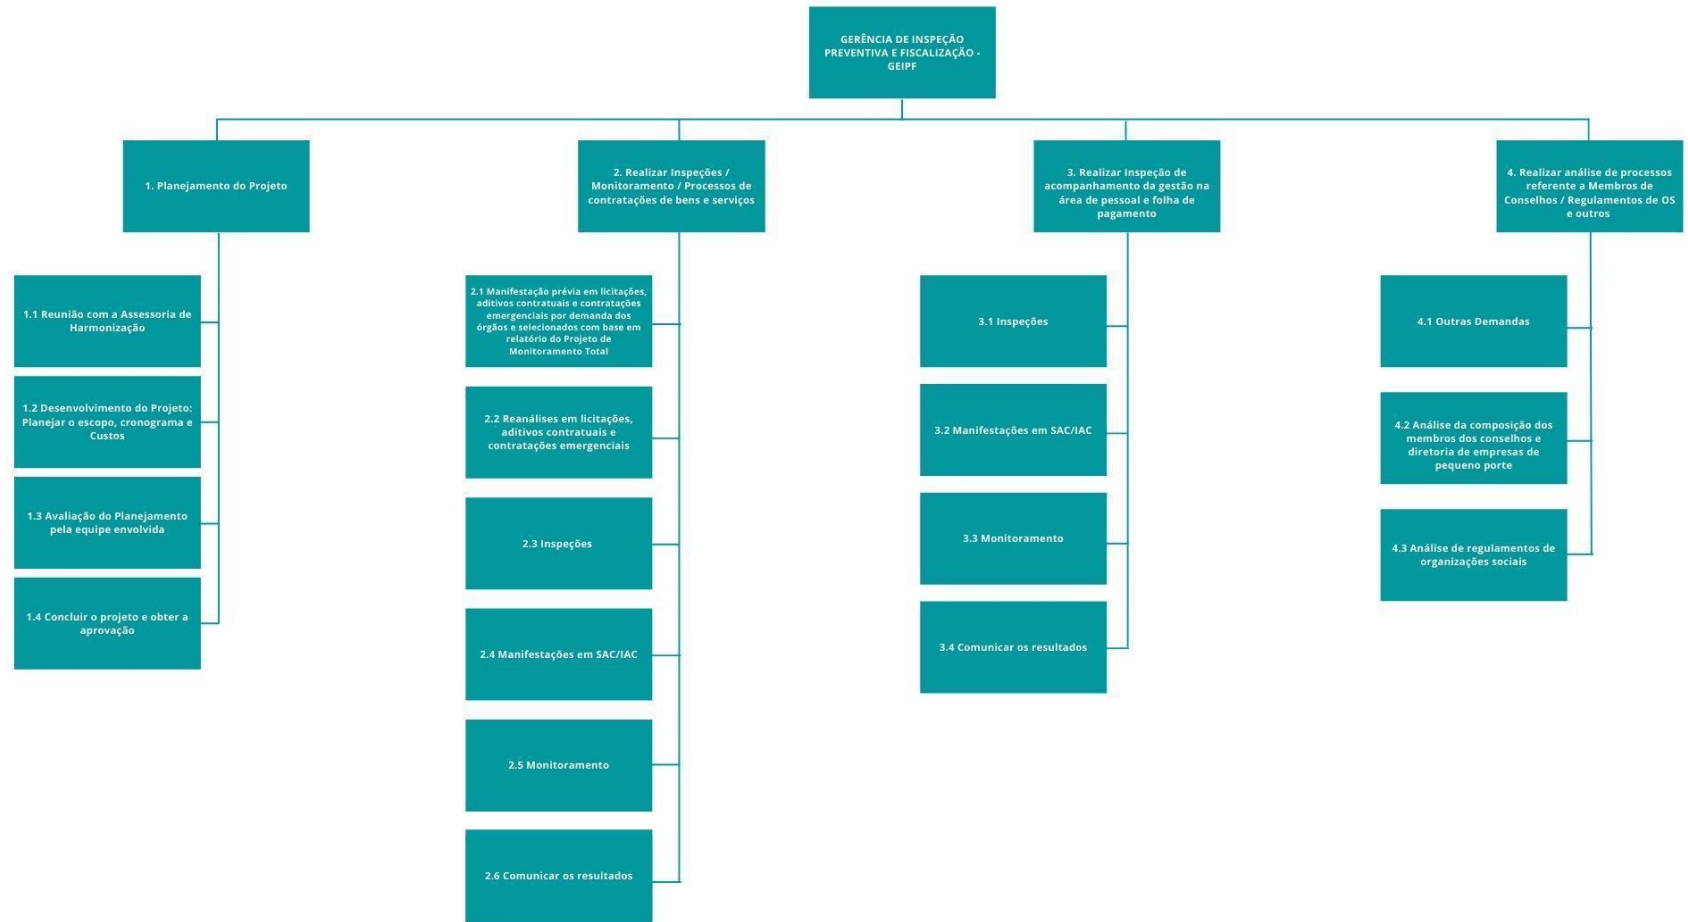 GERÊNCIA DE INSPEÇÃO
PREVENTIVA E FISCALIZAÇÃO -
GEIPF
1. Planejamento do Projeto
2. Realizar Inspeções /
Monitoramento / Processos de
contratações de bens e serviços
3. Realizar Inspeção de
acompanhamento da gestão na
área de pessoal e folha de
pagamento
4. Realizar análise de processos
referente a Membros de
Conselhos / Regulamentos de OS
e outros
1.1 Reunião com a Assessoria de
Harmonização
1.2 Desenvolvimento do Projeto:
Planejar o escopo, cronograma e
Custos
1.3 Avaliação do Planejamento
pela equipe envolvida
1.4 Concluir o projeto e obter a
aprovação
2.1 Manifestação prévia em licitações,
aditivos contratuais e contratações
emergenciais por demanda dos
órgãos e selecionados com base em
relatório do Projeto de
Monitoramento Total
2.2 Reanálises em licitações,
aditivos contratuais e
contratações emergenciais
2.3 Inspeções
2.4 Manifestações em SAC/IAC
2.5 Monitoramento
2.6 Comunicar os resultados
3.1 Inspeções
3.2 Manifestações em SAC/IAC
3.3 Monitoramento
3.4 Comunicar os resultados
4.1 Outras Demandas
4.2 Análise da composição dos
membros dos conselhos e
diretoria de empresas de
pequeno porte
4.3 Análise de regulamentos de
organizações sociais